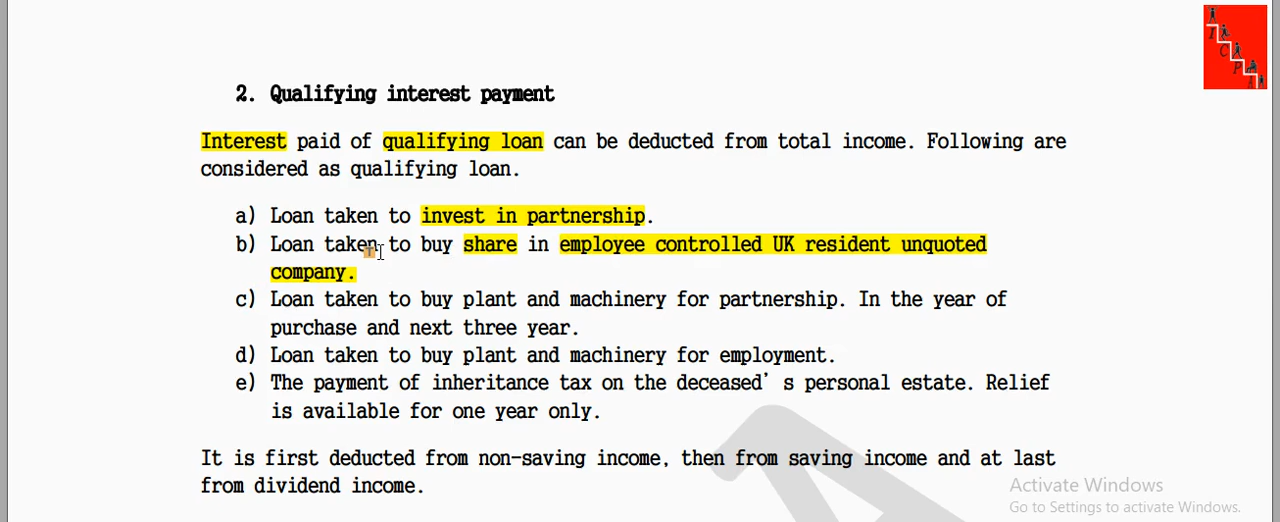 2. Qualifying interest payment
Interest paid of qualifying loan can be deducted from total income. Following are
considered as qualifying loan.
a) Loan taken to invest in partnership.
b) Loan taken to buy share in employee controlled UK resident unquoted
company.
c) Loan taken to buy plant and machinery for partnership. In the year of
purchase and next three year.
d) Loan taken to buy plant and machinery for employment.
e) The payment of inheritance tax on the deceased's personal estate. Relief
is available for one year only.
It is first deducted from non-saving income, then from saving income and at last
from dividend income.
Activate Windows
Go to Settings to activate Windows.
I
C
P
A